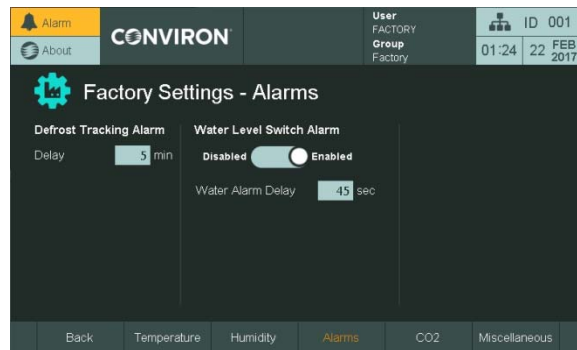 Alarm
About
CONVIRON
User
FACTORY
Group
Factory
ID 001
01:24 22 FEB 2017
Factory Settings - Alarms
Defrost Tracking Alarm
Delay 5 min
Water Level Switch Alarm
Disabled Enabled
Water Alarm Delay 45 sec
Back Temperature Humidity Alarms CO2 Miscellaneous